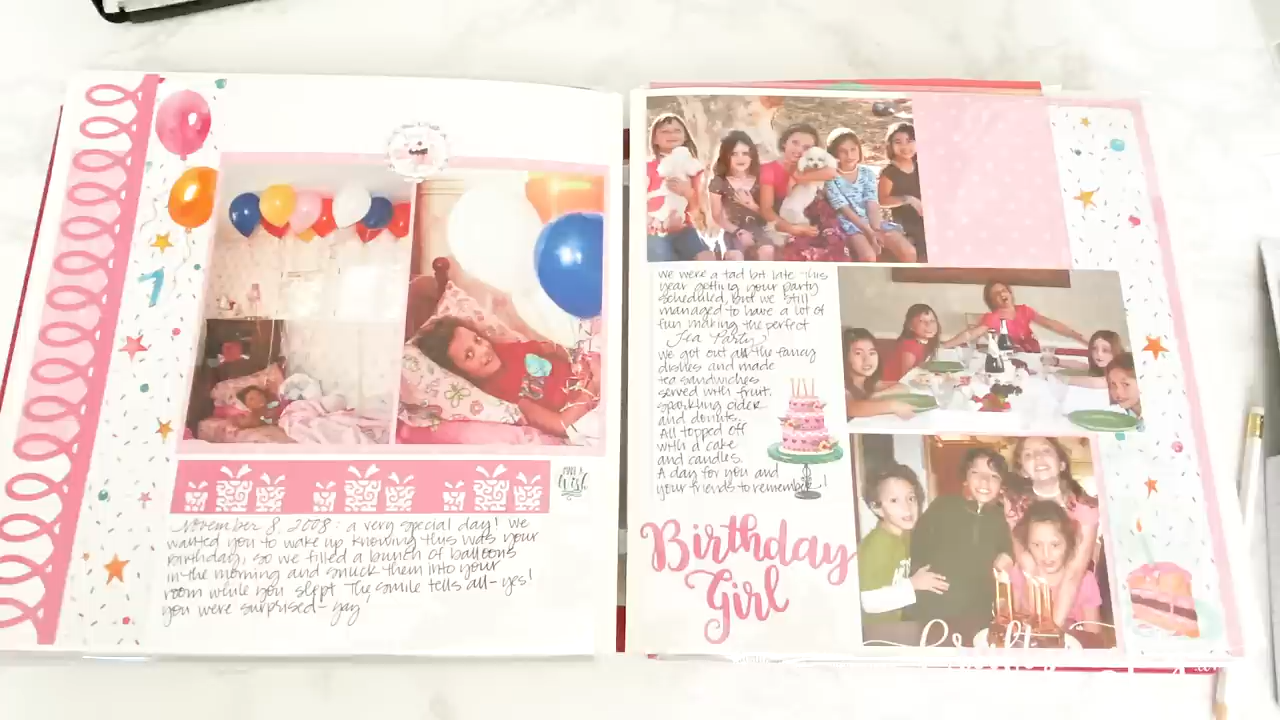 MAKE A
Wish
November 8, 2008: a very special day! We
wanted you to wake up knowing this was your
birthday, so we filled a bunch of balloons
in the morning and snuck them into your
room while you slept. The smile tells all- yes!
you were surprised- yay
we were a tad bit late this
year getting your party
scheduled, but we still
managed to have a lot of
fun making the perfect
Tea Party
we got out all the fancy
dishes and made
tea sandwiches
served with fruit,
sparkling cider
and donuts.
All topped off
with a cake
and candles.
A day for you and
your friends to remember!
Birthday
Girl